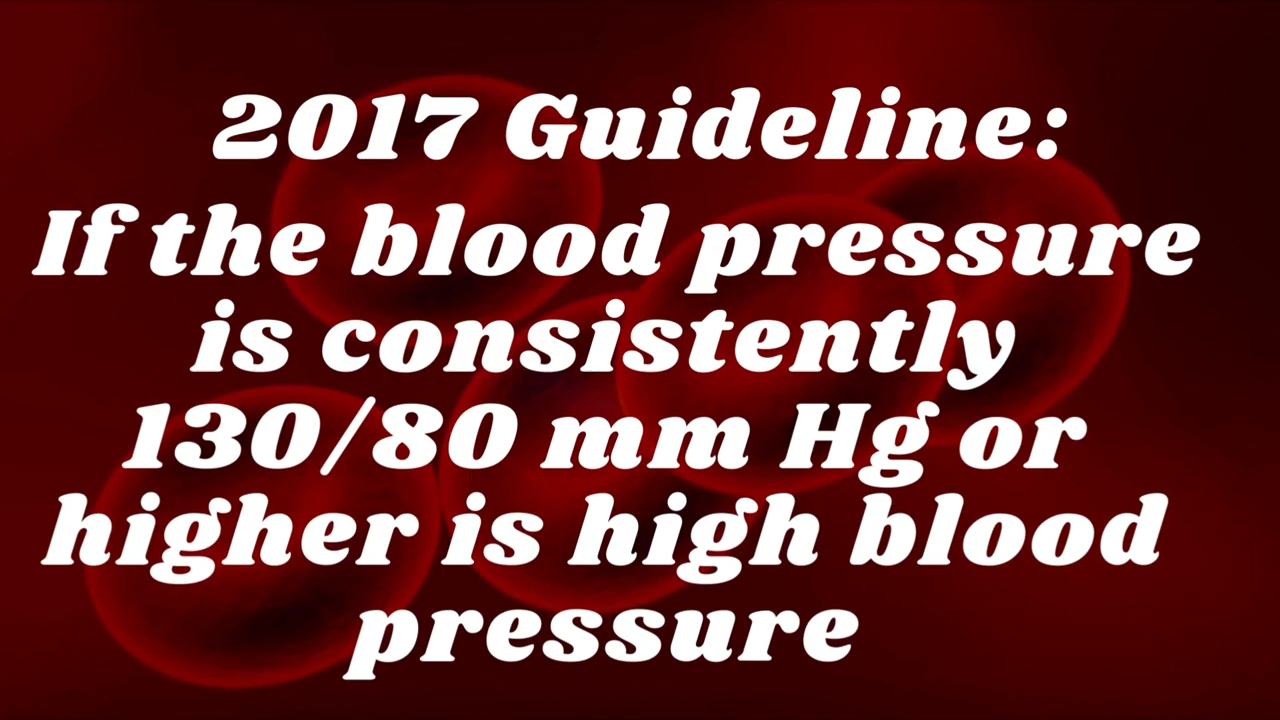 2017 Guideline:
If the blood pressure
is consistently
130/80 mm Hg or
higher is high blood
pressure